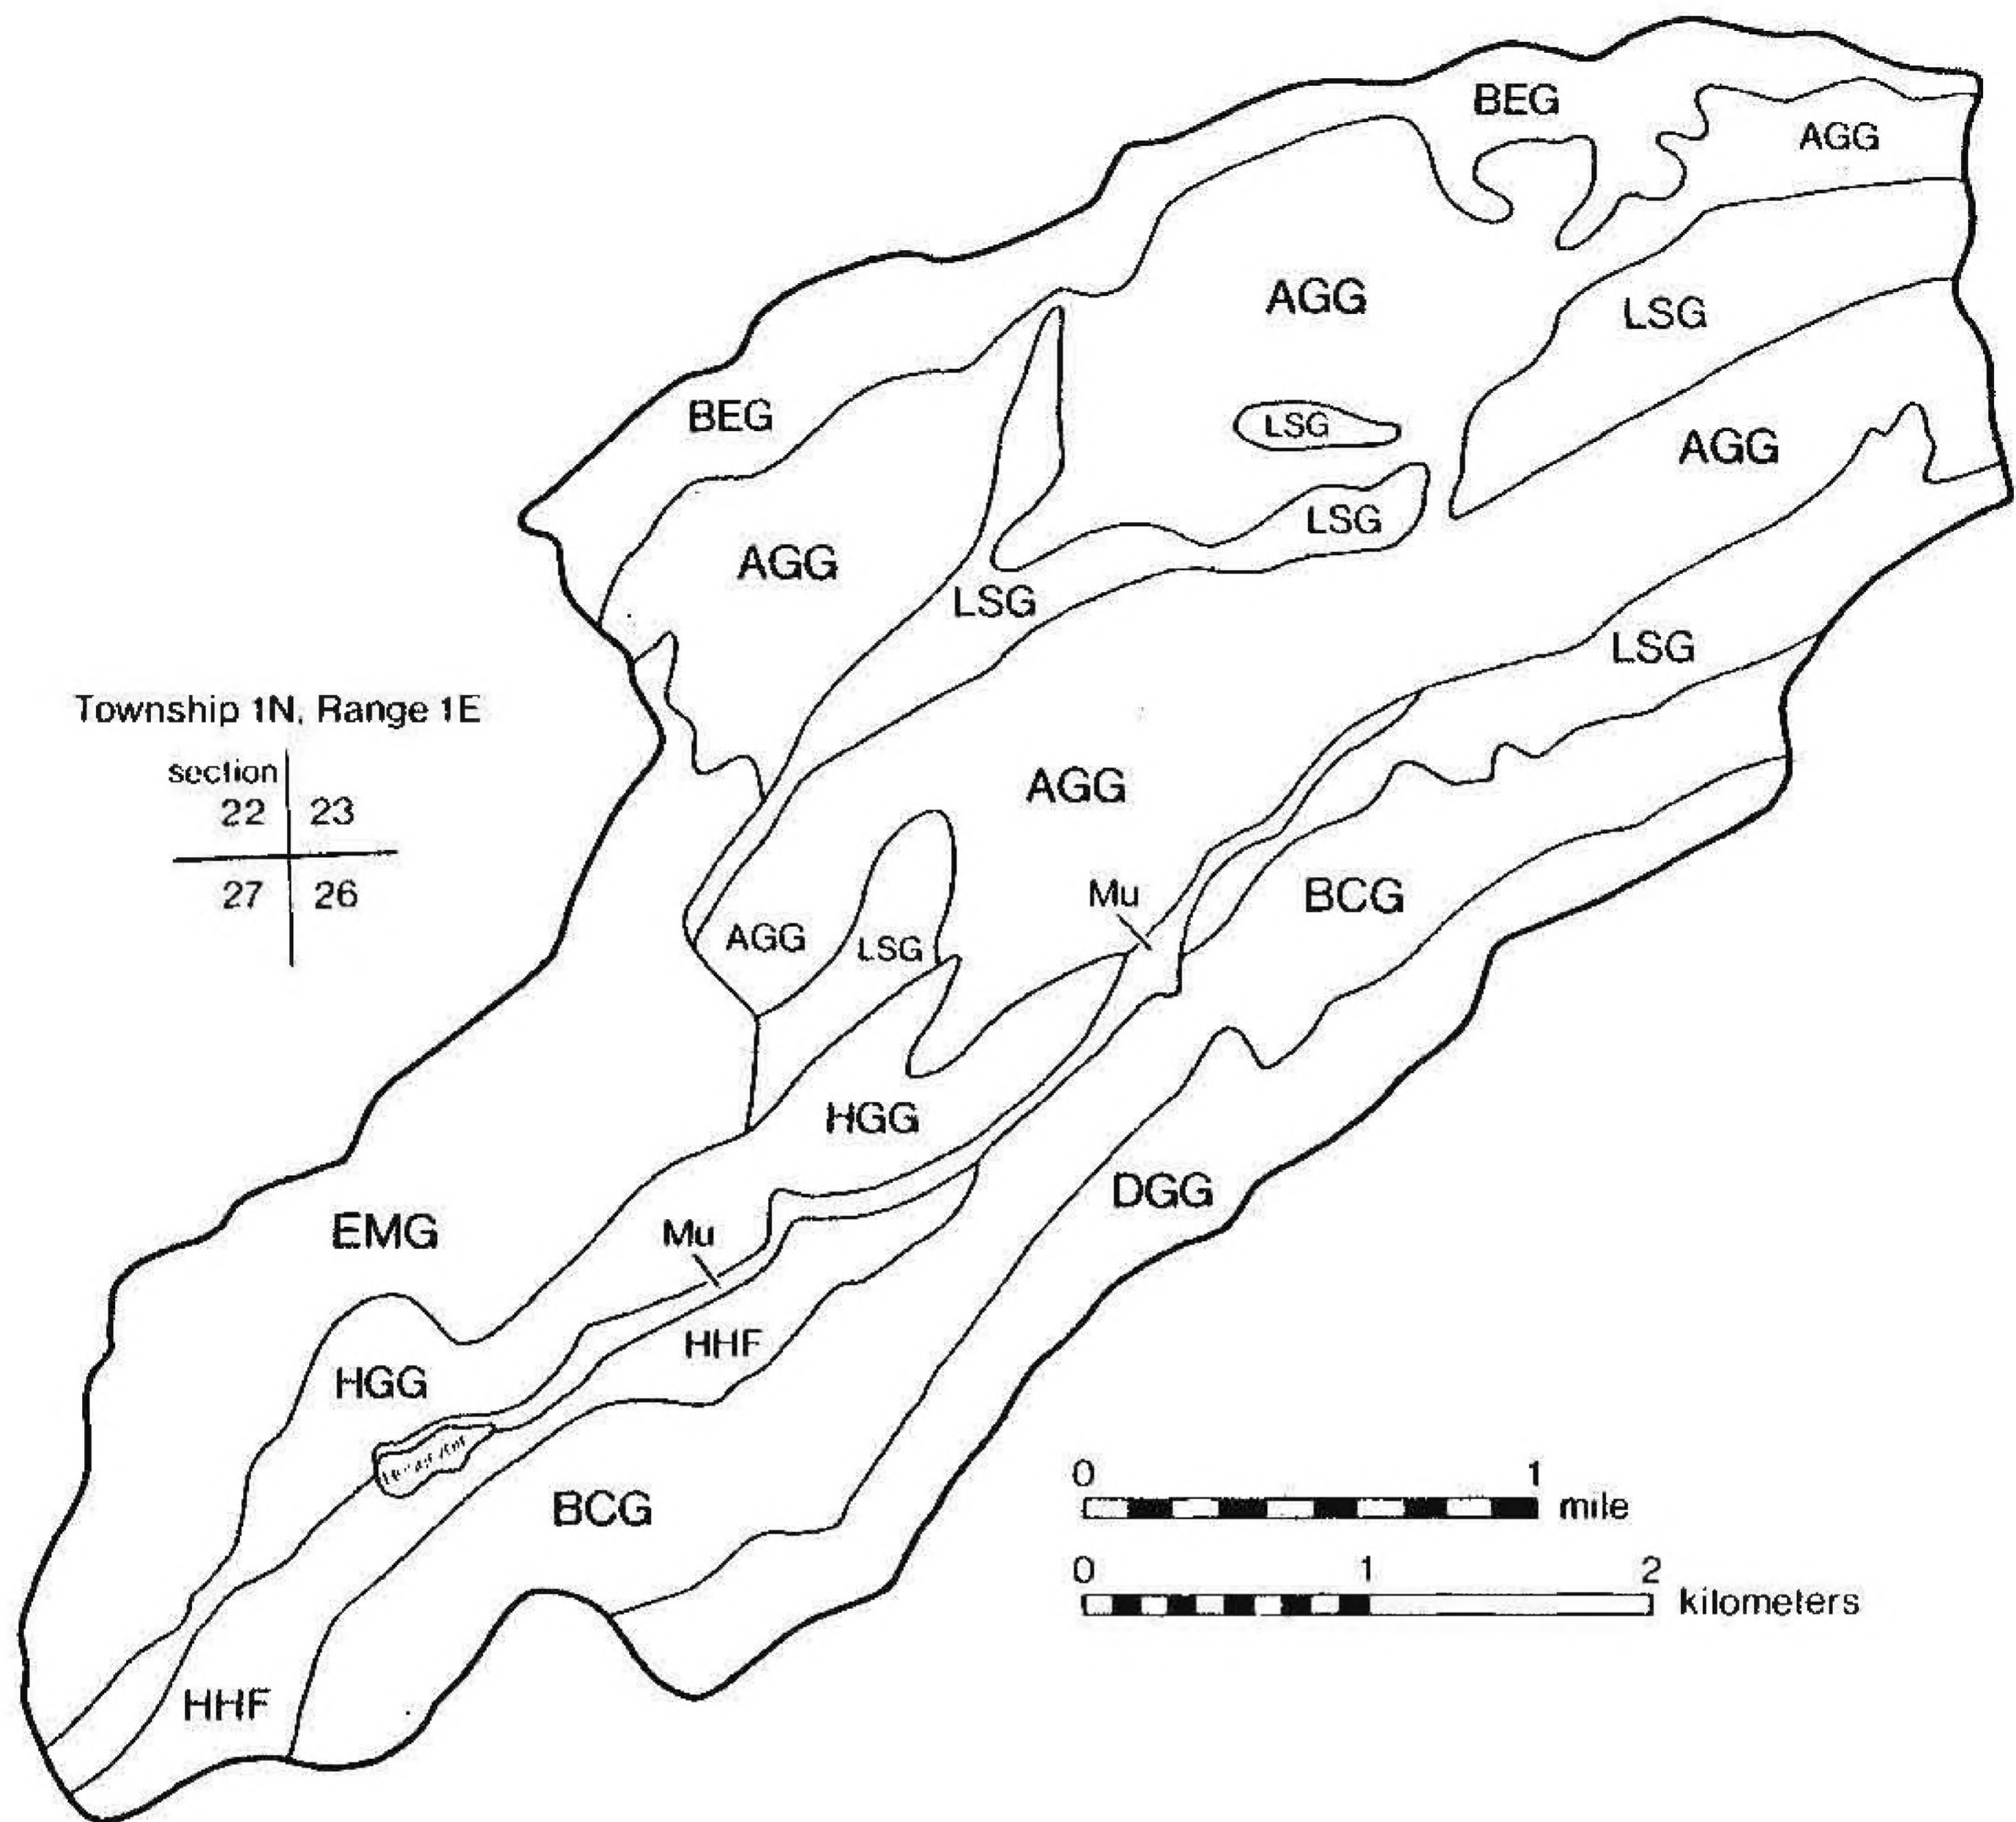 BEG
AGG
AGG
LSG
BEG
LSG
AGG
LSG
AGG
LSG
LSG
Township 1N, Range 1E
section
22 23
27 26
AGG
Mu
BCG
AGG
LSG
HGG
DGG
EMG
Mu
HHF
HGG
BCG
0 1
mile
0 1 2
kilometers
HHF